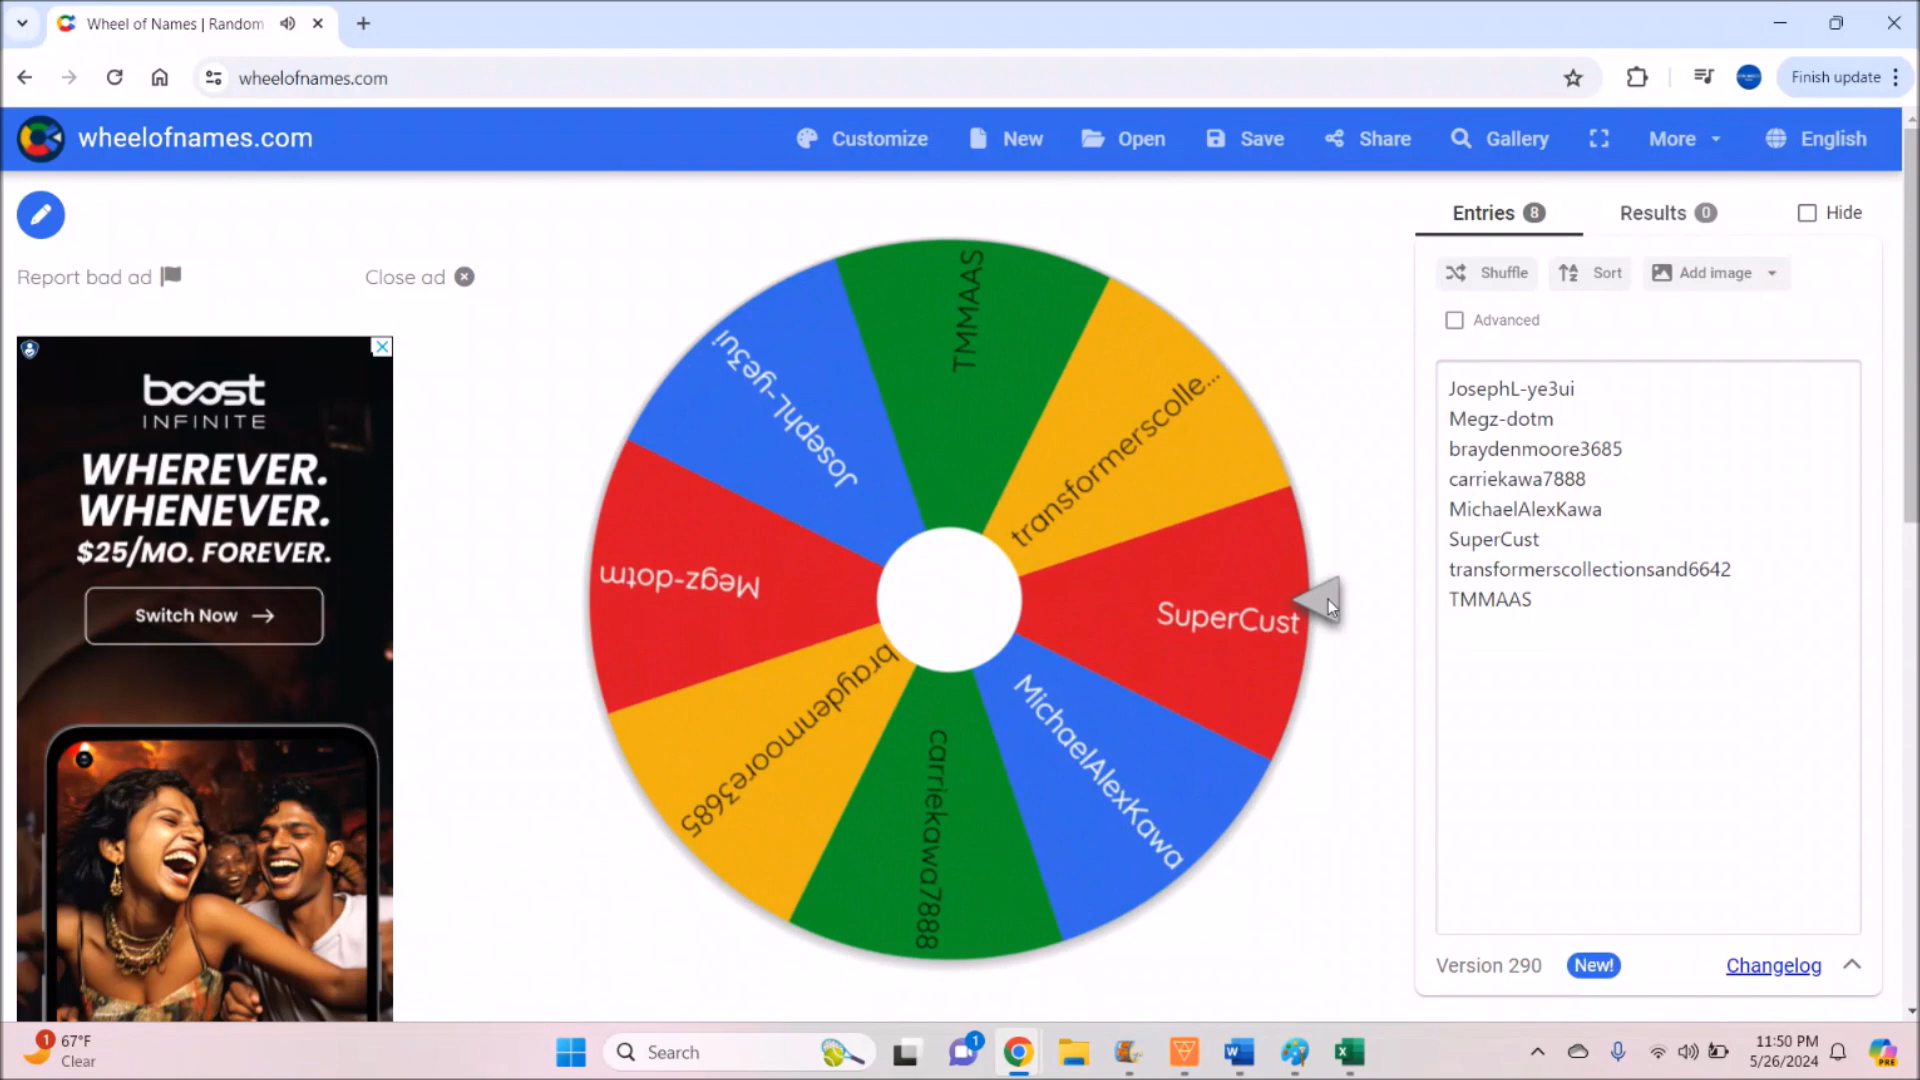 Wheel of Names | Random
wheelofnames.com
Finish update
wheelofnames.com
Customize
New
Open
Save
Share
Gallery
More
English
Report bad ad
Close ad
Entries 8
Results 0
Hide
Shuffle
Sort
Add image
Advanced
JosephL-ye3ui
Megz-dotm
braydenmoore3685
carriekawa7888
MichaelAlexKawa
SuperCust
transformerscollectionsand6642
TMMAAS
boost
INFINITE
WHEREVER.
WHENEVER.
$25/MO. FOREVER.
Switch Now
TMMAAS
transformerscolle...
SuperCust
MichaelAlexKawa
carriekawa7888
braydenmoore3685
Megz-dotm
JosephL-ye3ui
Version 290
New!
Changelog
1
67°F
Clear
Search
1
W
X
11:50 PM
5/26/2024
PRE